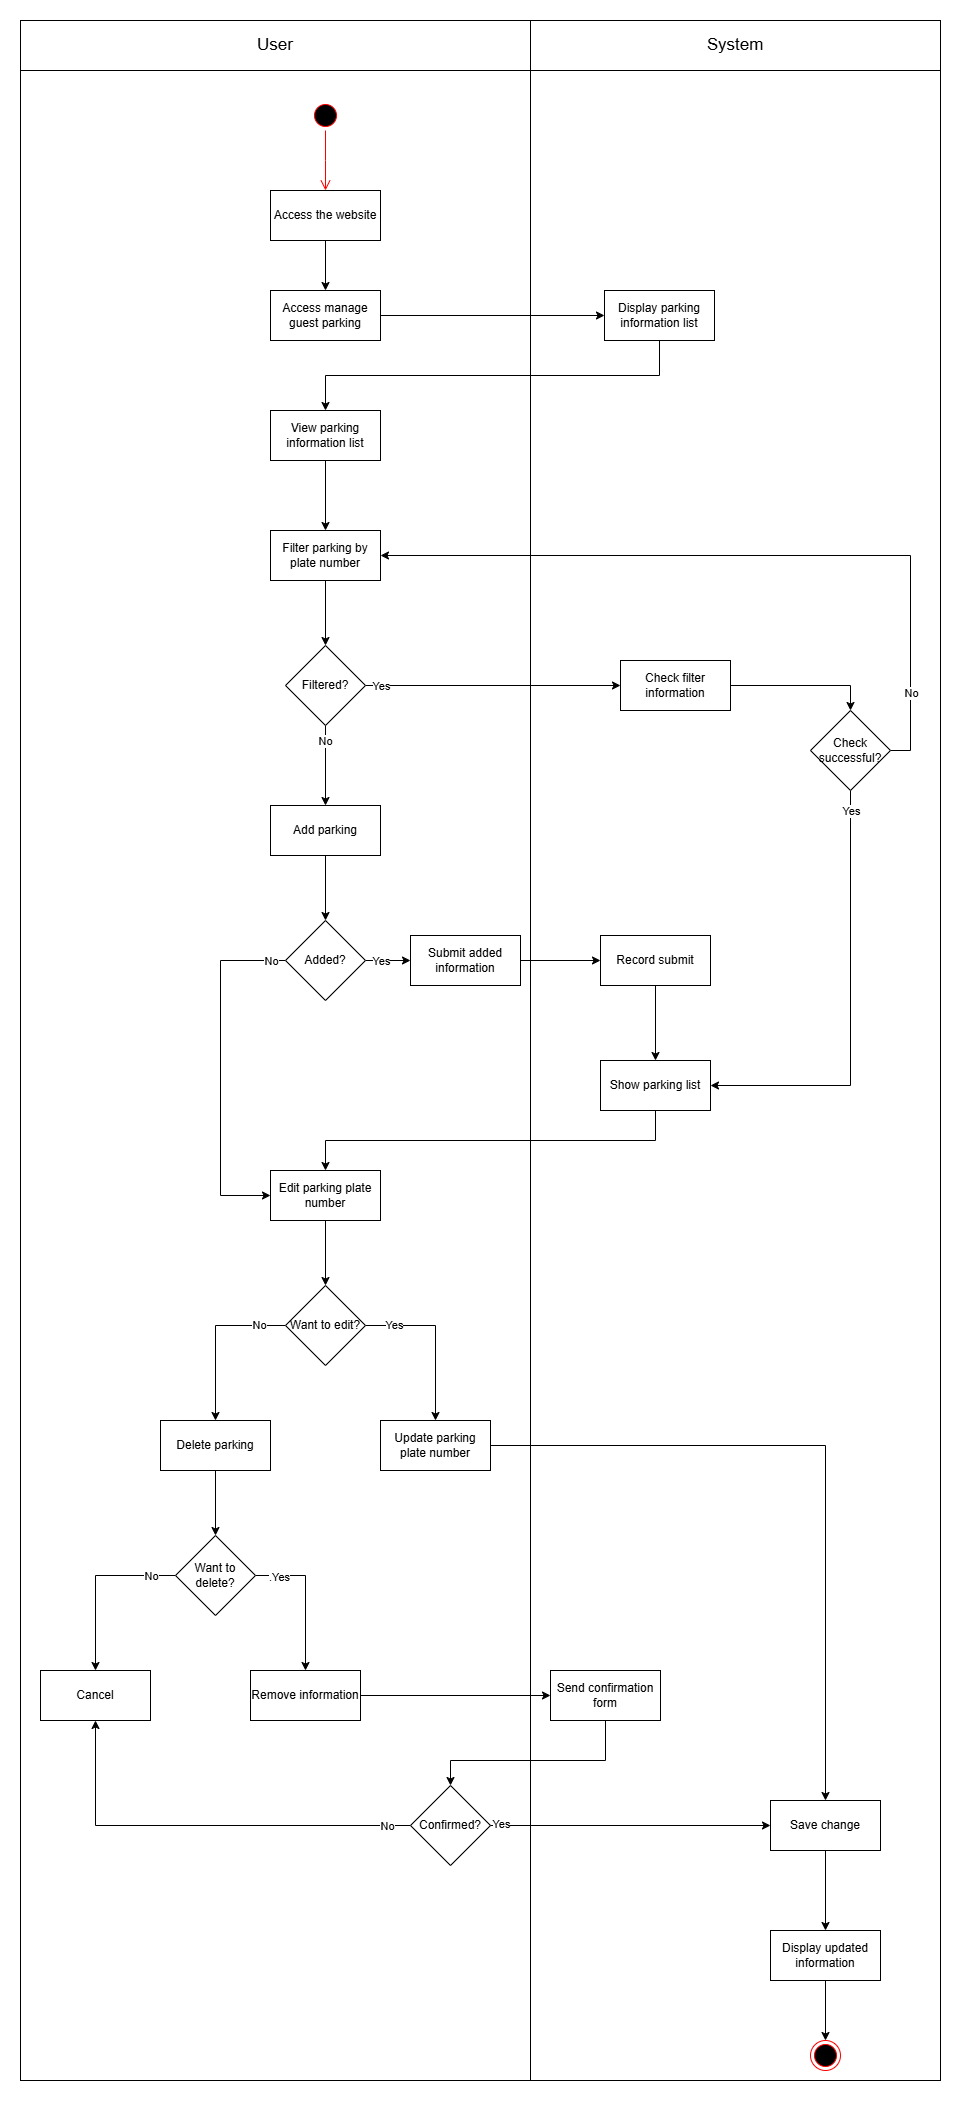 User
System
Access the website
Access manage
guest parking
Display parking
information list
View parking
information list
Filter parking by
plate number
Filtered?
Yes
Check filter
information
No
Check
successful?
No
Yes
Add parking
No
Added?
Yes
Submit added
information
Record submit
Show parking list
Edit parking plate
number
No
Want to edit?
Yes
Delete parking
Update parking
plate number
No
Want to
delete?
.Yes
Cancel
Remove information
Send confirmation
form
No
Confirmed?
Yes
Save change
Display updated
information